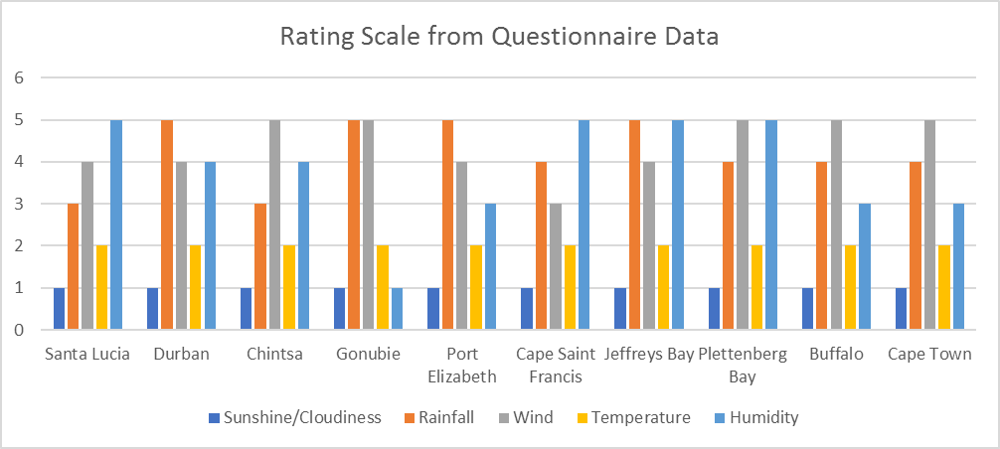 Rating Scale from Questionnaire Data
6
5
4
3
2
1
0
Santa Lucia Durban Chintsa Gonubie Port Elizabeth Cape Saint Francis Jeffreys Bay Plettenberg Bay Buffalo Cape Town
Sunshine/Cloudiness Rainfall Wind Temperature Humidity